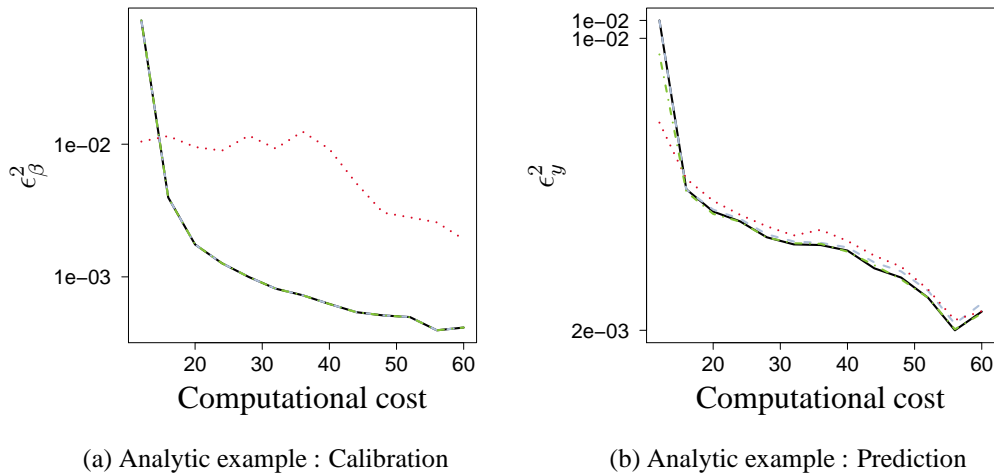 1e-02
1e-03
ϵ²β
20 30 40 50 60
Computational cost
(a) Analytic example : Calibration
1e-02
1e-02
2e-03
ϵ²y
20 30 40 50 60
Computational cost
(b) Analytic example : Prediction